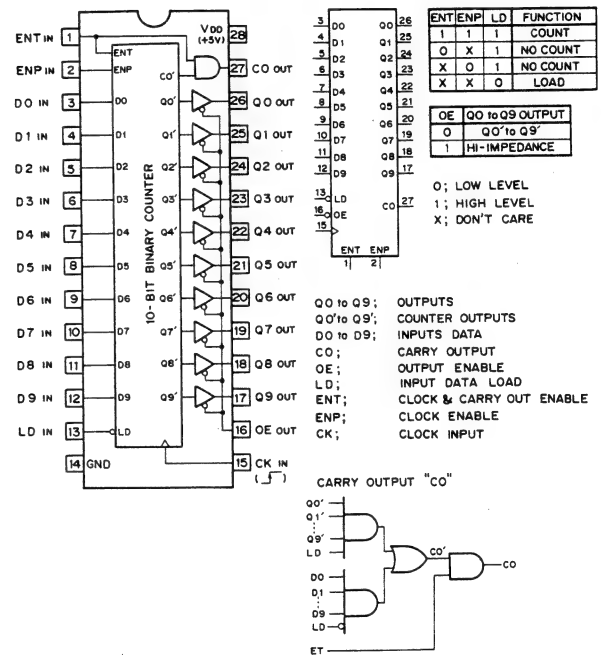 ENT IN 1
ENP IN 2
D0 IN 3
D1 IN 4
D2 IN 5
D3 IN 6
D4 IN 7
D5 IN 8
D6 IN 9
D7 IN 10
D8 IN 11
D9 IN 12
LD IN 13
14 GND
ENT
ENP
D0
D1
D2
D3
D4
D5
D6
D7
D8
D9
LD
10-BIT BINARY COUNTER
CO'
Q0'
Q1'
Q2'
Q3'
Q4'
Q5'
Q6'
Q7'
Q8'
Q9'
VDD 28
(+5V)
27 CO OUT
26 Q0 OUT
25 Q1 OUT
24 Q2 OUT
23 Q3 OUT
22 Q4 OUT
21 Q5 OUT
20 Q6 OUT
19 Q7 OUT
18 Q8 OUT
17 Q9 OUT
16 OE OUT
15 CK IN
( )
3 D0 Q0 26
4 D1 Q1 25
5 D2 Q2 24
6 D3 Q3 23
7 D4 Q4 22
8 D5 Q5 21
9 D6 Q6 20
10 D7 Q7 19
11 D8 Q8 18
12 D9 Q9 17
13 LD
16 OE CO 27
15
ENT ENP
1 2
ENT ENP LD FUNCTION
1 1 1 COUNT
0 X 1 NO COUNT
X 0 1 NO COUNT
X X 0 LOAD
OE Q0 to Q9 OUTPUT
0 Q0' to Q9'
1 HI-IMPEDANCE
0; LOW LEVEL
1; HIGH LEVEL
X; DON'T CARE
Q0 to Q9; OUTPUTS
Q0' to Q9'; COUNTER OUTPUTS
D0 to D9; INPUTS DATA
CO; CARRY OUTPUT
OE; OUTPUT ENABLE
LD; INPUT DATA LOAD
ENT; CLOCK & CARRY OUT ENABLE
ENP; CLOCK ENABLE
CK; CLOCK INPUT
CARRY OUTPUT "CO"
Q0'
Q1'
Q9'
LD
D0
D1
D9
LD
ET
CO'
CO